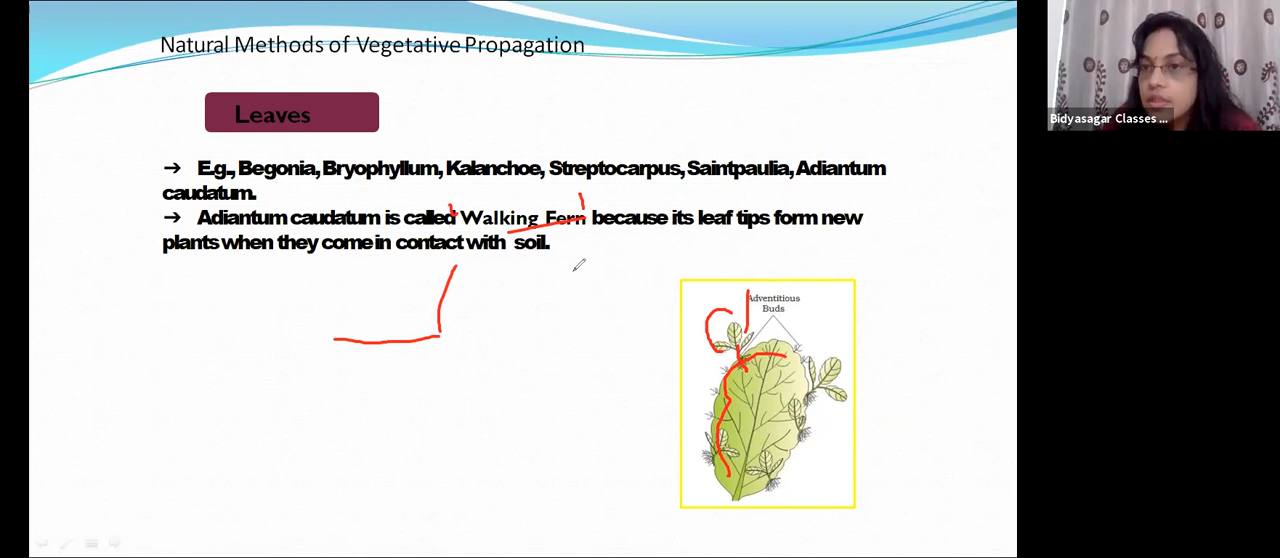 Natural Methods of Vegetative Propagation
Leaves
➔ E.g., Begonia, Bryophyllum, Kalanchoe, Streptocarpus, Saintpaulia, Adiantum
caudatum.
➔ Adiantum caudatum is called Walking Fern because its leaf tips form new
plants when they come in contact with soil.
Adventitious
Buds
Bidyasagar Classes ...